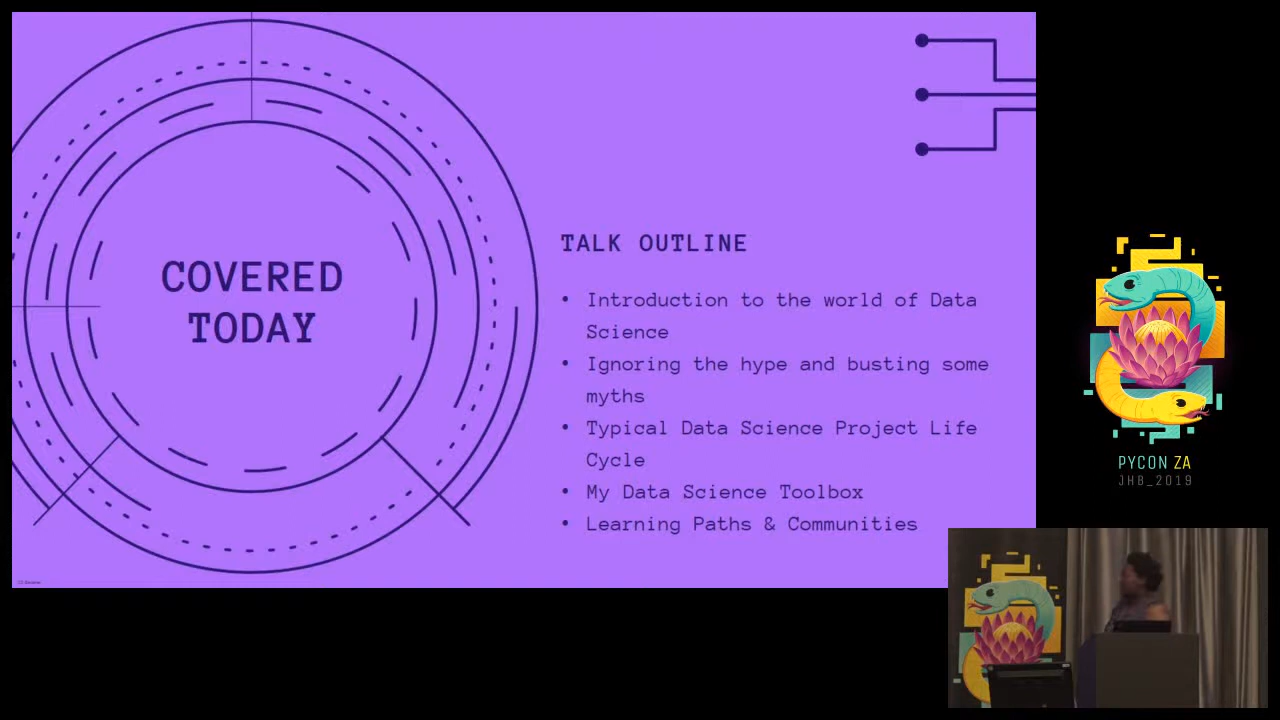 COVERED
TODAY
TALK OUTLINE
• Introduction to the world of Data
Science
• Ignoring the hype and busting some
myths
• Typical Data Science Project Life
Cycle
• My Data Science Toolbox
• Learning Paths & Communities
PYCON ZA
JHB_2019